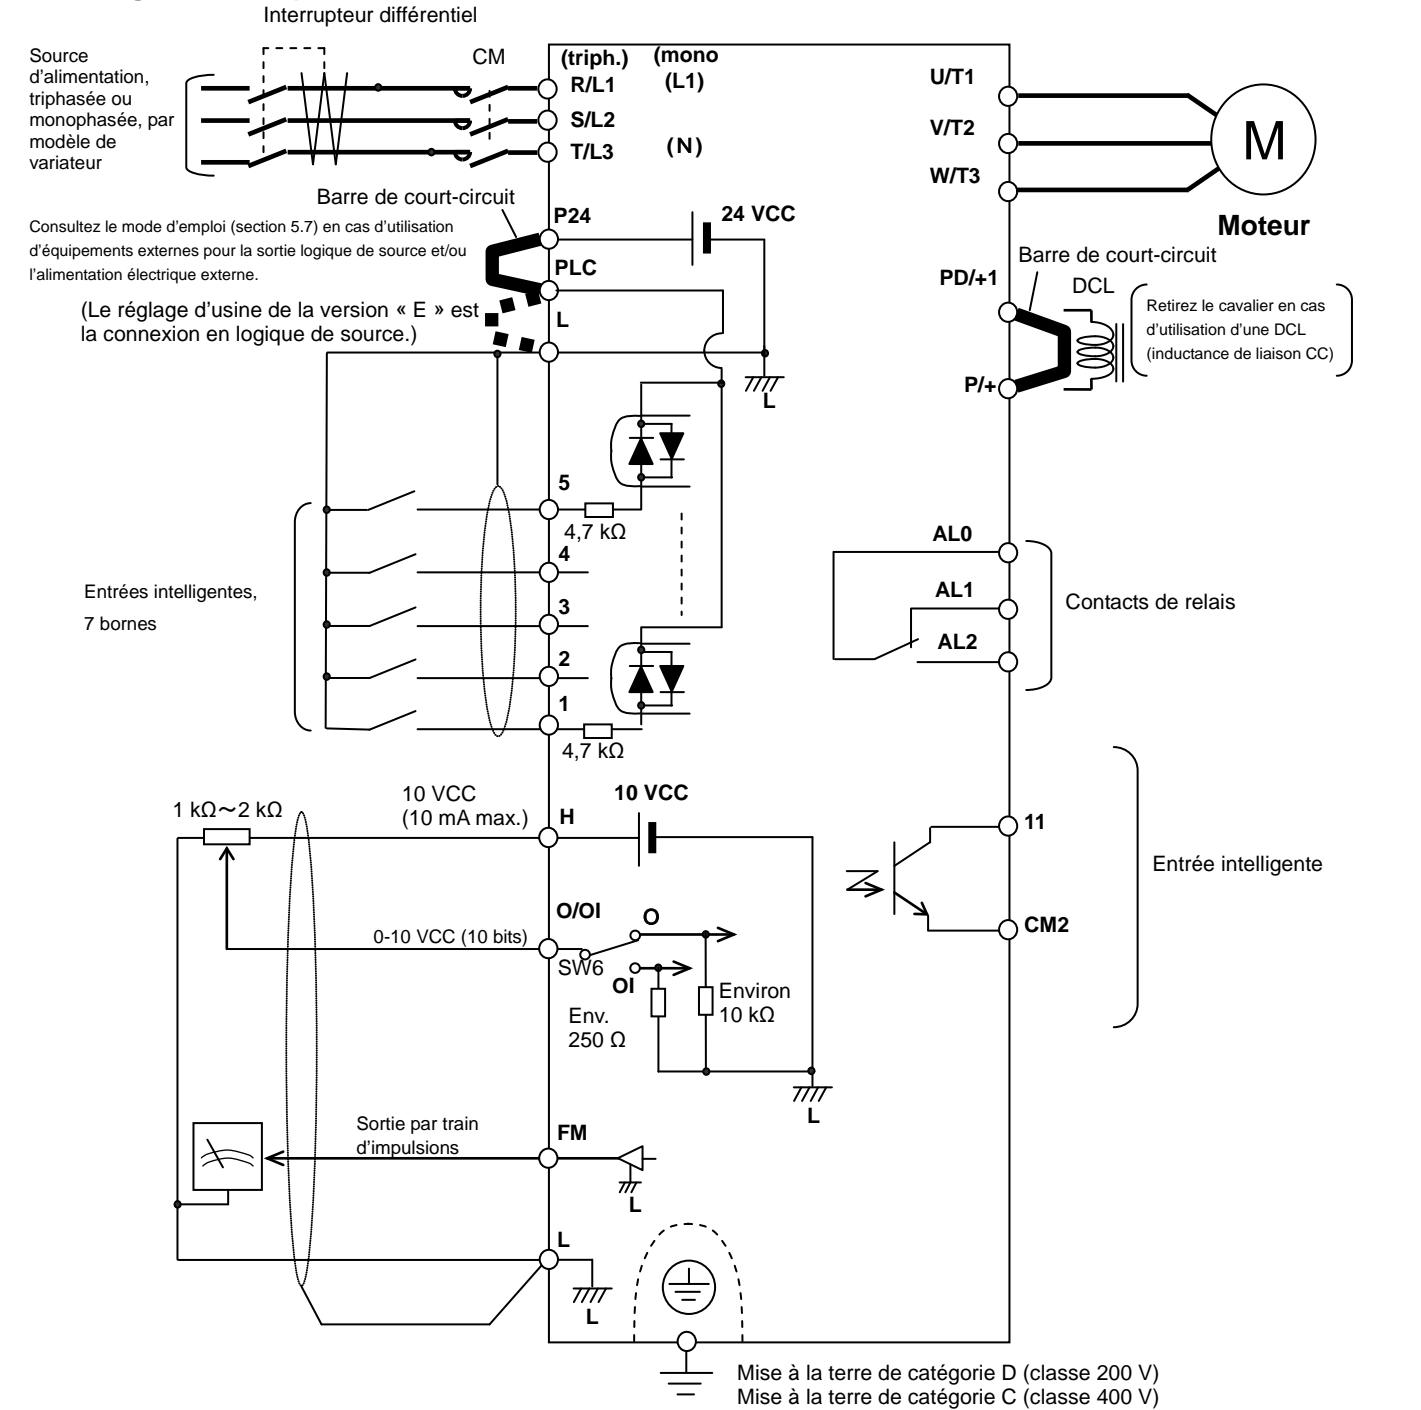 Interrupteur différentiel
Source
d’alimentation,
triphasée ou
monophasée, par
modèle de
variateur
CM
(triph.)
(mono
R/L1
(L1)
S/L2
T/L3
(N)
U/T1
V/T2
W/T3
M
Moteur
Barre de court-circuit
P24
24 VCC
Consultez le mode d’emploi (section 5.7) en cas d’utilisation
d’équipements externes pour la sortie logique de source et/ou
l’alimentation électrique externe.
PLC
(Le réglage d’usine de la version « E » est
la connexion en logique de source.)
L
L
Barre de court-circuit
PD/+1
DCL
Retirez le cavalier en cas
d’utilisation d’une DCL
(inductance de liaison CC)
P/+
5
4,7 kΩ
4
3
2
1
4,7 kΩ
Entrées intelligentes,
7 bornes
AL0
AL1
AL2
Contacts de relais
1 kΩ～2 kΩ
10 VCC
(10 mA max.)
H
10 VCC
11
Entrée intelligente
CM2
O/OI
O
0-10 VCC (10 bits)
SW6
OI
Env.
250 Ω
Environ
10 kΩ
L
Sortie par train
d’impulsions
FM
L
L
L
Mise à la terre de catégorie D (classe 200 V)
Mise à la terre de catégorie C (classe 400 V)